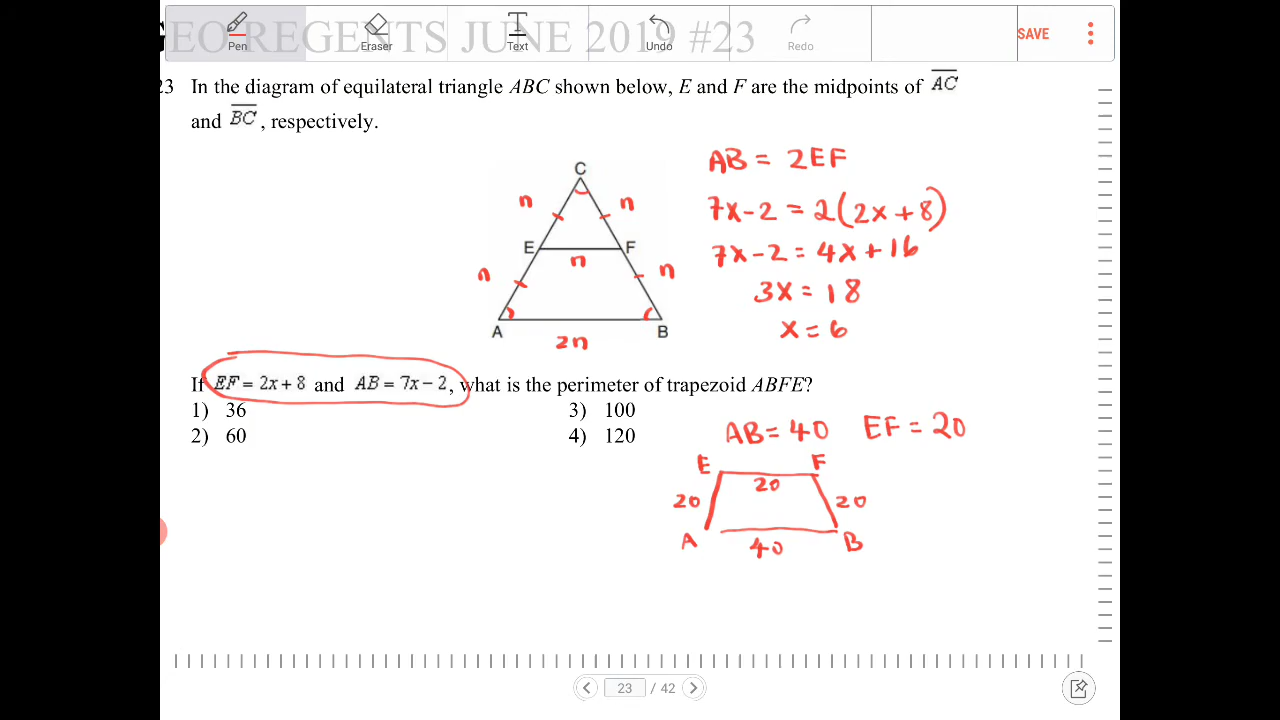 GEO REGENTS JUNE 2019 #23
Pen
Eraser
Text
Undo
Redo
SAVE
23 In the diagram of equilateral triangle ABC shown below, E and F are the midpoints of AC
and BC, respectively.
C
n n
E F
n
n n
A B
2n
AB = 2EF
7x-2 = 2(2x+8)
7x-2 = 4x+16
3x = 18
x = 6
If EF = 2x + 8 and AB = 7x − 2, what is the perimeter of trapezoid ABFE?
1) 36
2) 60
3) 100
4) 120
AB = 40 EF = 20
E F
20
20 20
A B
40
23 / 42